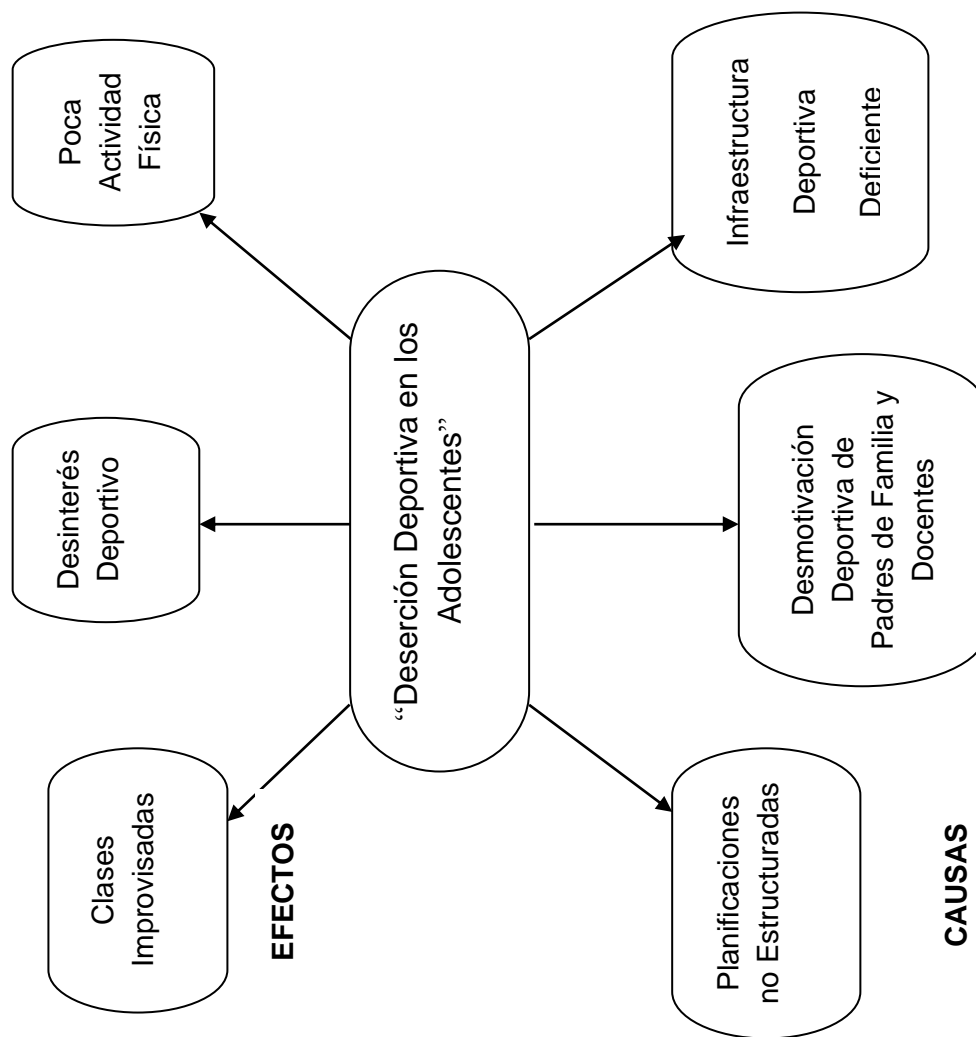 Clases
Improvisadas
Desinterés
Deportivo
Poca
Actividad
Física
EFECTOS
“Deserción Deportiva en los
Adolescentes”
Planificaciones
no Estructuradas
Desmotivación
Deportiva de
Padres de Familia y
Docentes
Infraestructura
Deportiva
Deficiente
CAUSAS